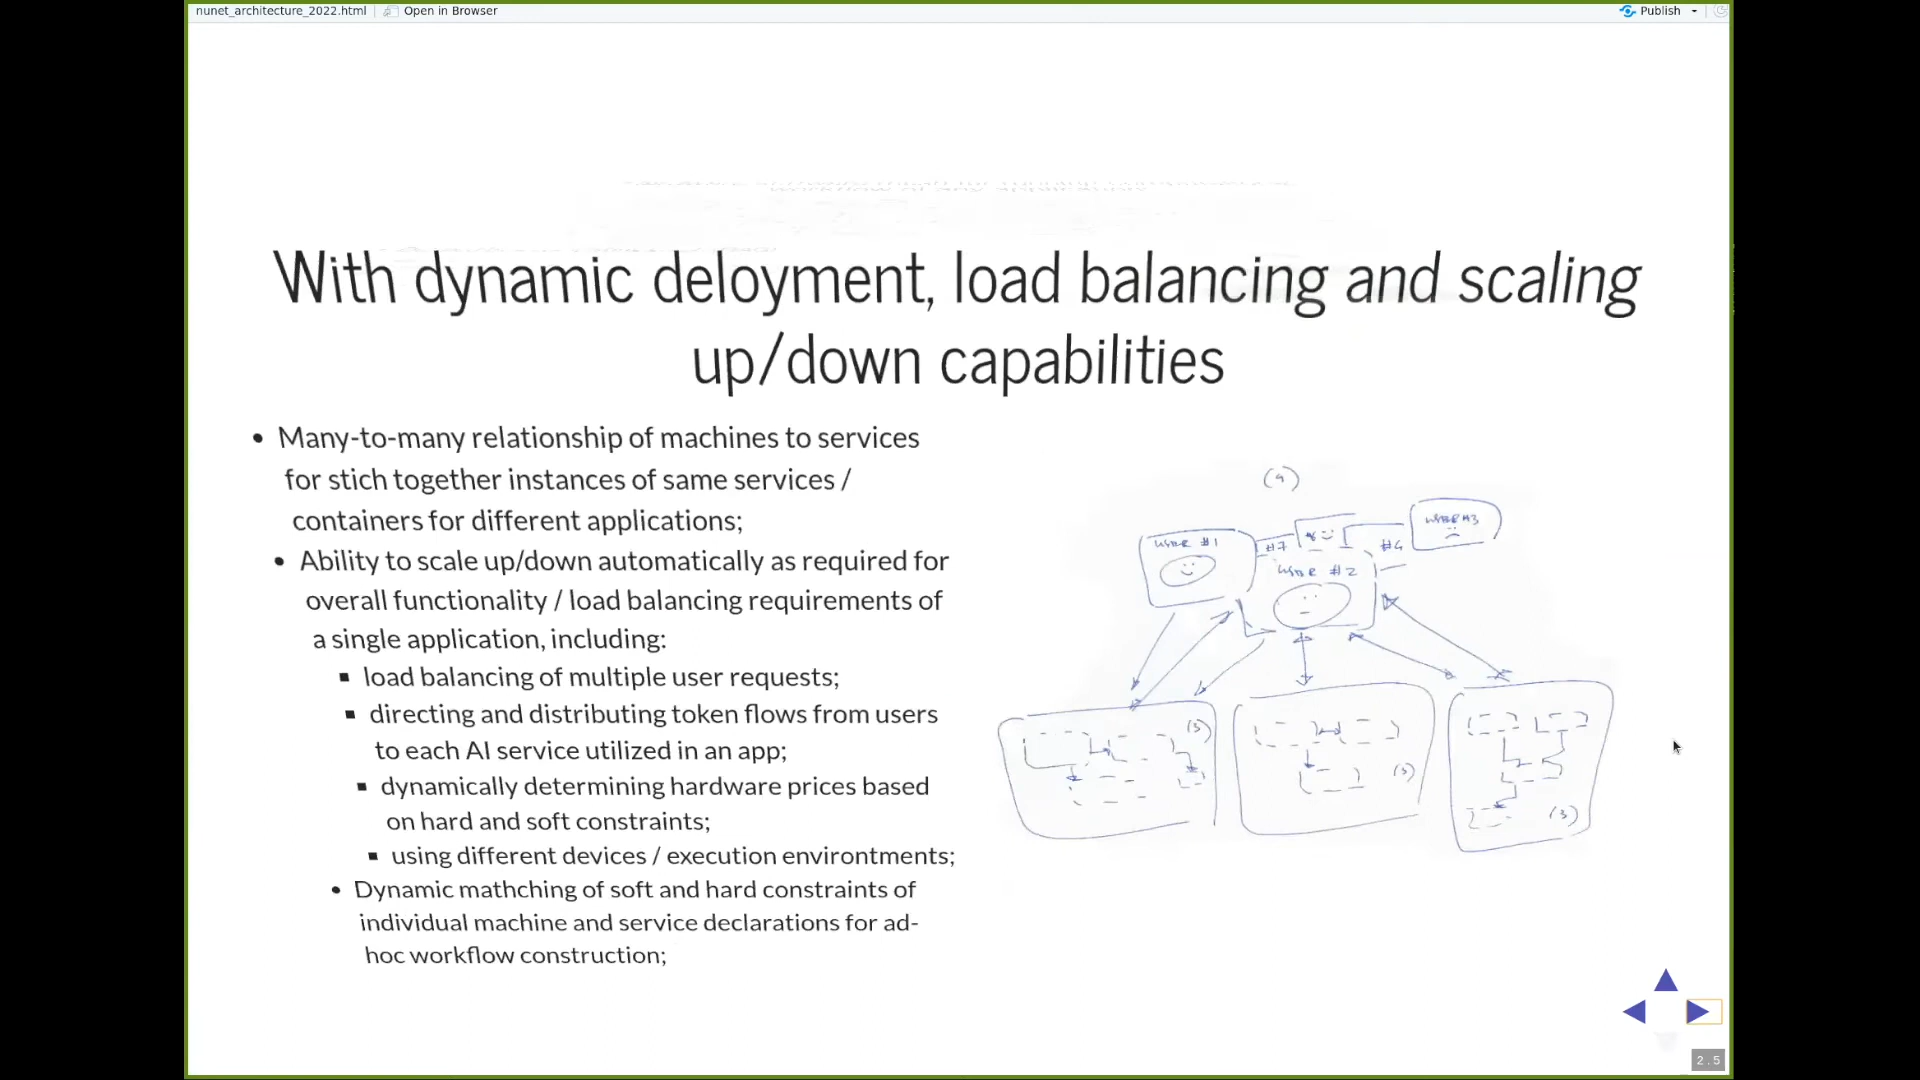 nunet_architecture_2022.html Open in Browser Publish
With dynamic deloyment, load balancing and scaling
up/down capabilities
• Many-to-many relationship of machines to services
for stich together instances of same services /
containers for different applications;
• Ability to scale up/down automatically as required for
overall functionality / load balancing requirements of
a single application, including:
▪ load balancing of multiple user requests;
▪ directing and distributing token flows from users
to each AI service utilized in an app;
▪ dynamically determining hardware prices based
on hard and soft constraints;
▪ using different devices / execution environtments;
• Dynamic mathching of soft and hard constraints of
individual machine and service declarations for ad-
hoc workflow construction;
USER #1
#7
USER #2
USER #3
(3)
(3)
(3)
2.5